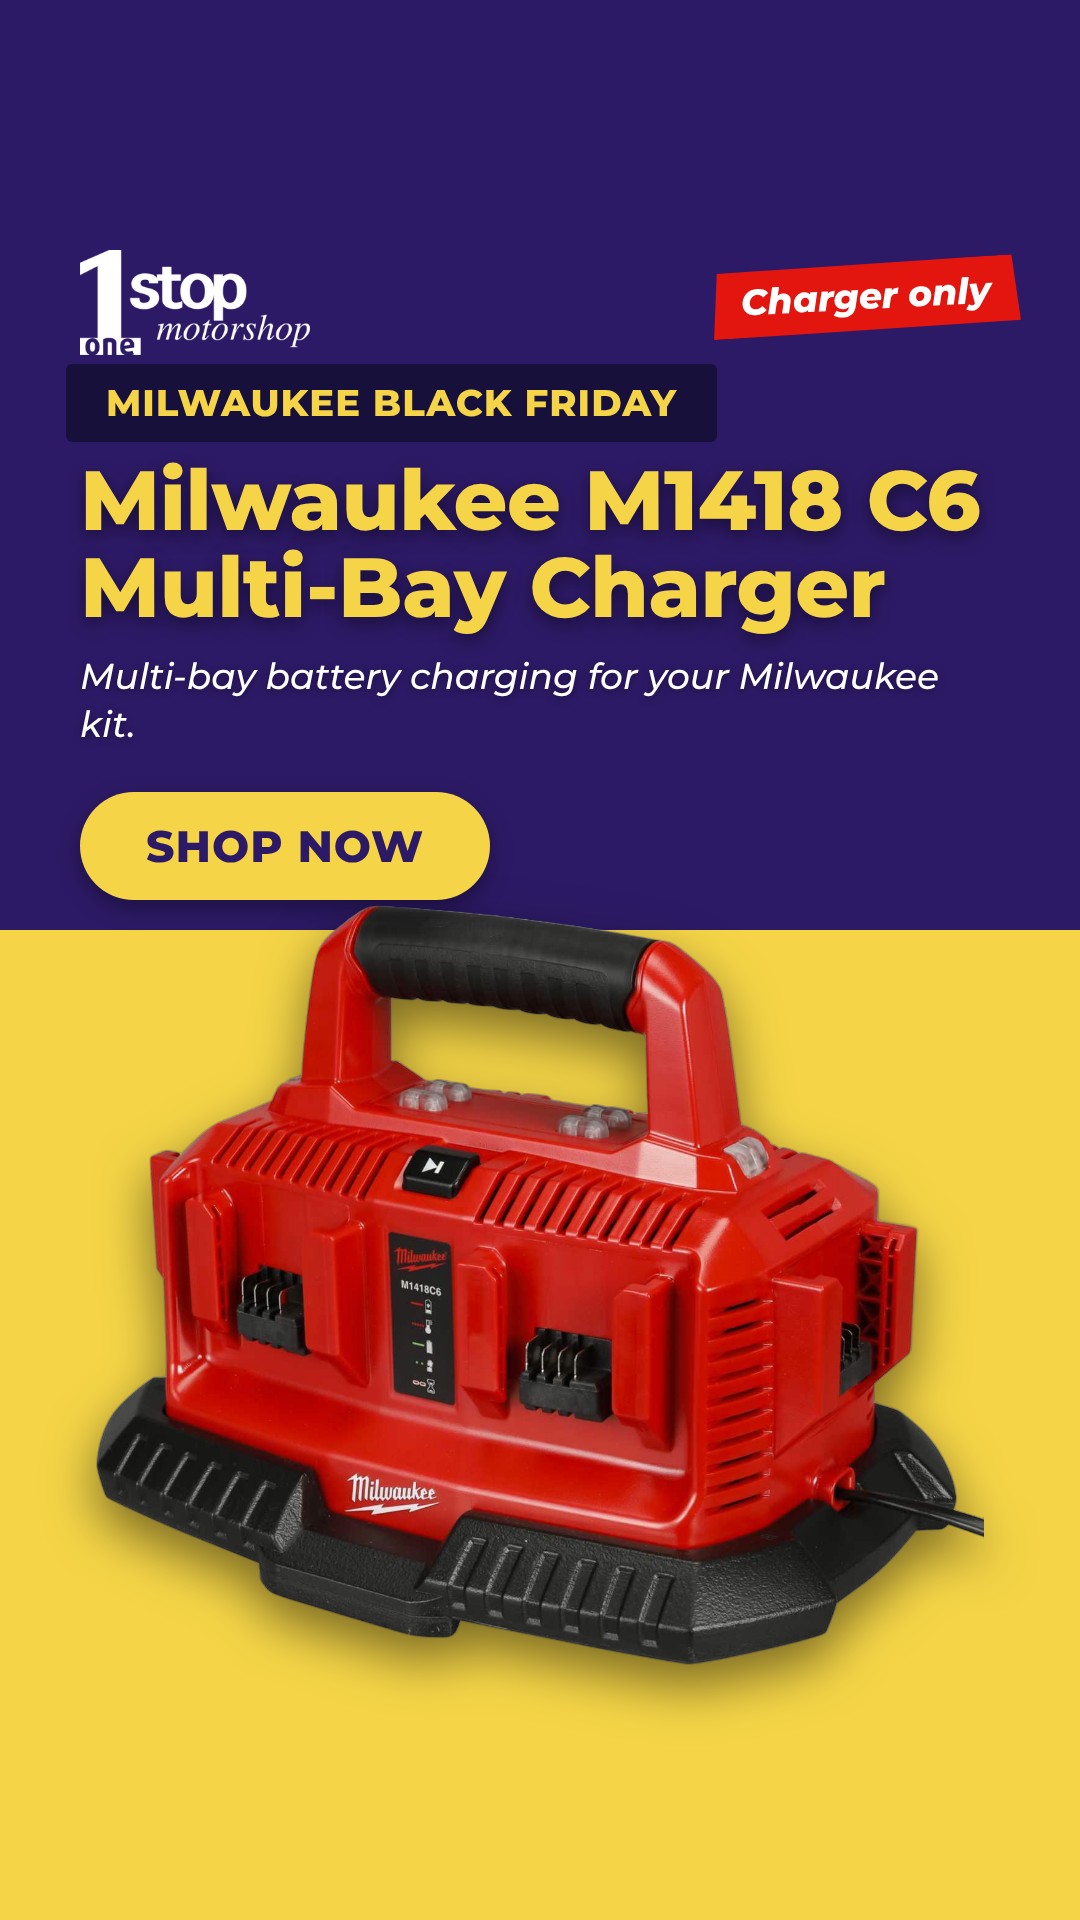 1 stop
one motorshop
Charger only
MILWAUKEE BLACK FRIDAY
Milwaukee M1418 C6
Multi-Bay Charger
Multi-bay battery charging for your Milwaukee
kit.
SHOP NOW
Milwaukee
M1418C6
Milwaukee